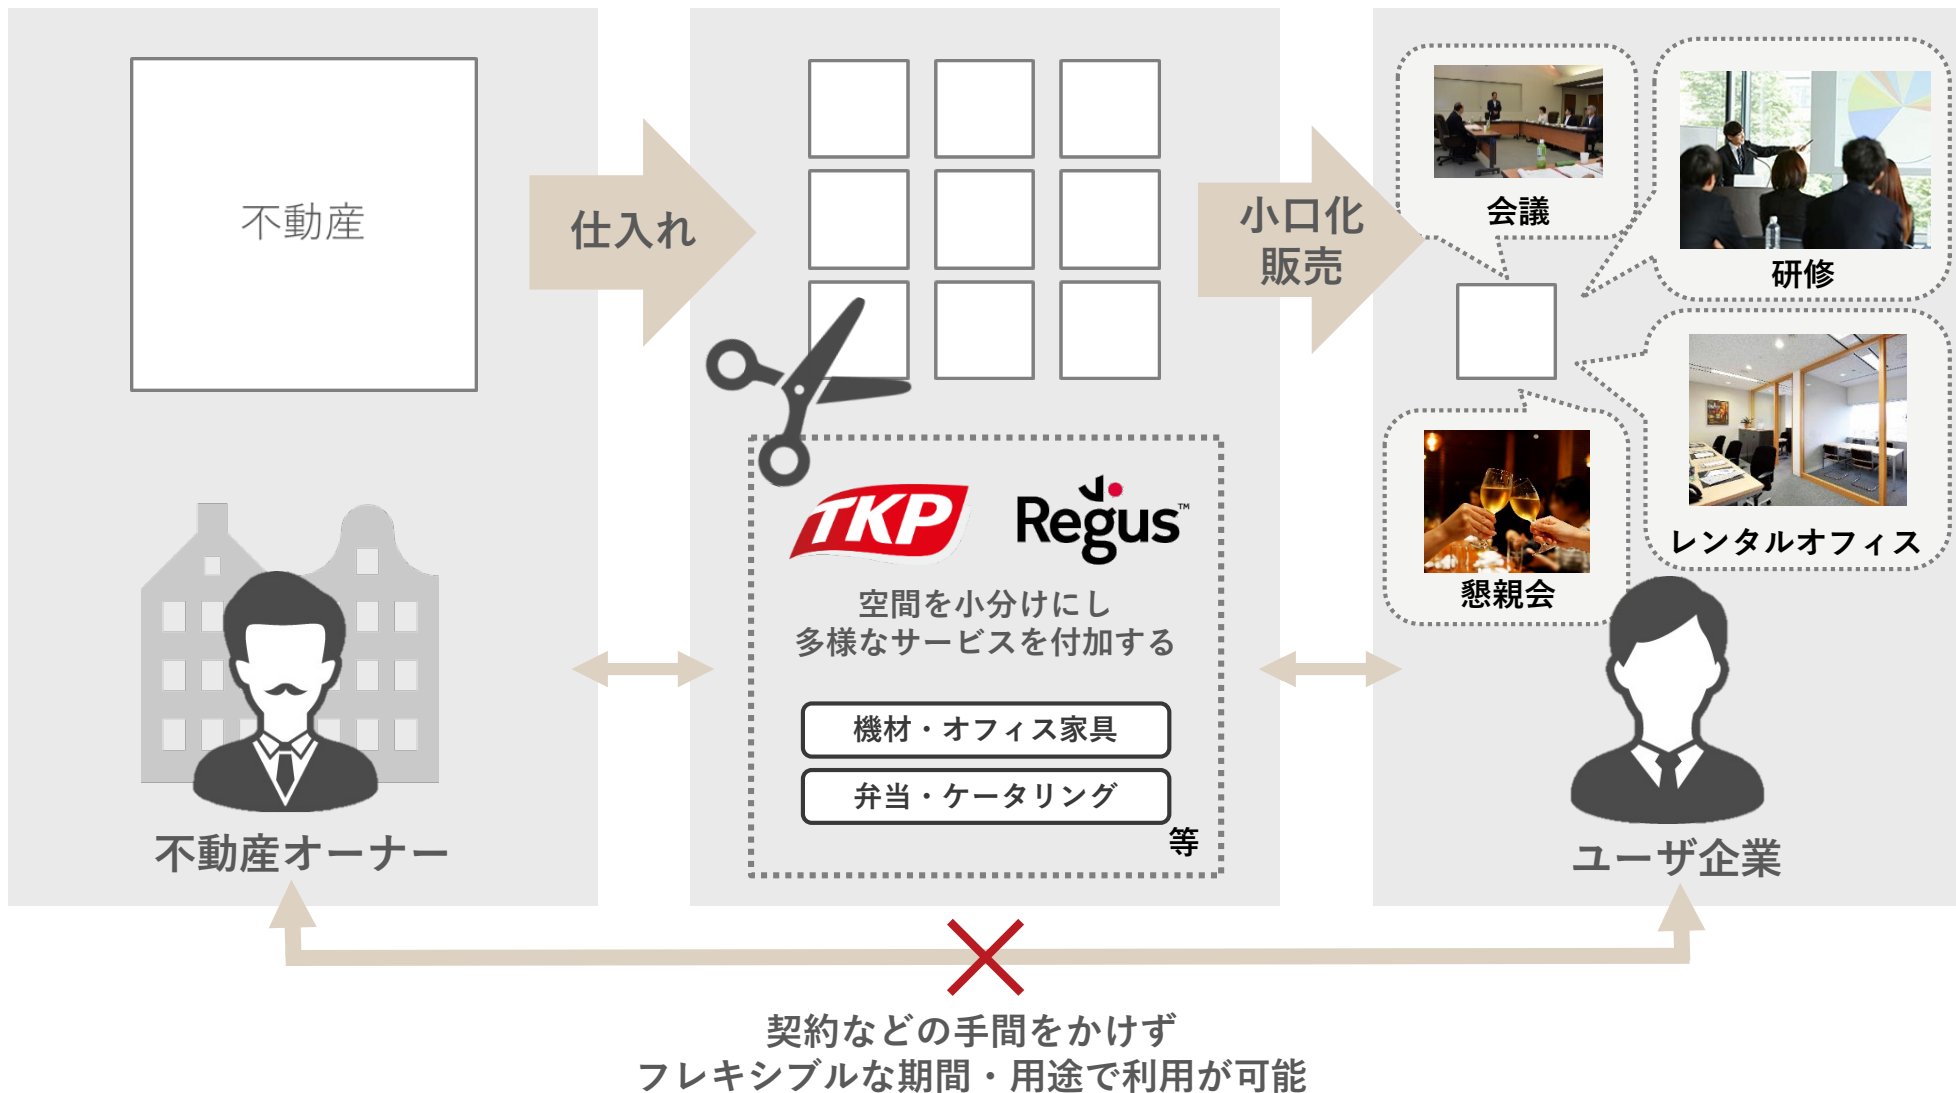 不動産
仕入れ
不動産オーナー
TKP
Regus™
空間を小分けにし
多様なサービスを付加する
機材・オフィス家具
弁当・ケータリング
等
小口化
販売
会議
研修
レンタルオフィス
懇親会
ユーザ企業
契約などの手間をかけず
フレキシブルな期間・用途で利用が可能